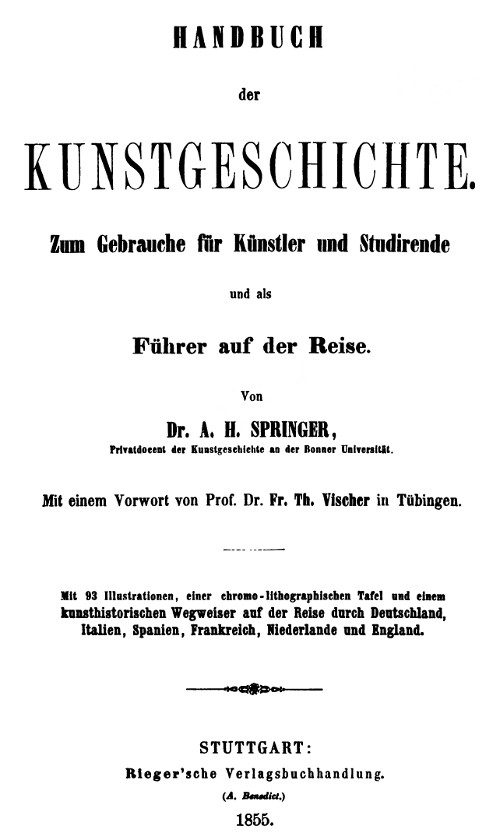 HANDBUCH
der
KUNSTGESCHICHTE.
Zum Gebrauche für Künstler und Studirende
und als
Führer auf der Reise.
Von
Dr. A. H. SPRINGER,
Privatdocent der Kunstgeschichte an der Bonner Universität.
Mit einem Vorwort von Prof. Dr. Fr. Th. Vischer in Tübingen.
Mit 93 Illustrationen, einer chromo-lithographischen Tafel und einem
kunsthistorischen Wegweiser auf der Reise durch Deutschland,
Italien, Spanien, Frankreich, Niederlande und England.
STUTTGART:
Rieger'sche Verlagsbuchhandlung.
(A. Benedict.)
1855.